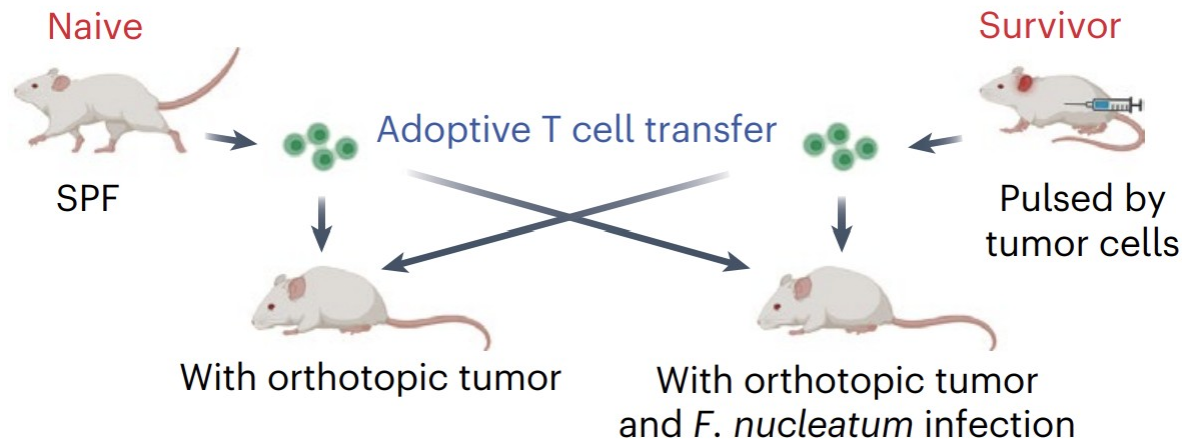 Naive
Survivor
Adoptive T cell transfer
SPF
Pulsed by
tumor cells
With orthotopic tumor
With orthotopic tumor
and F. nucleatum infection